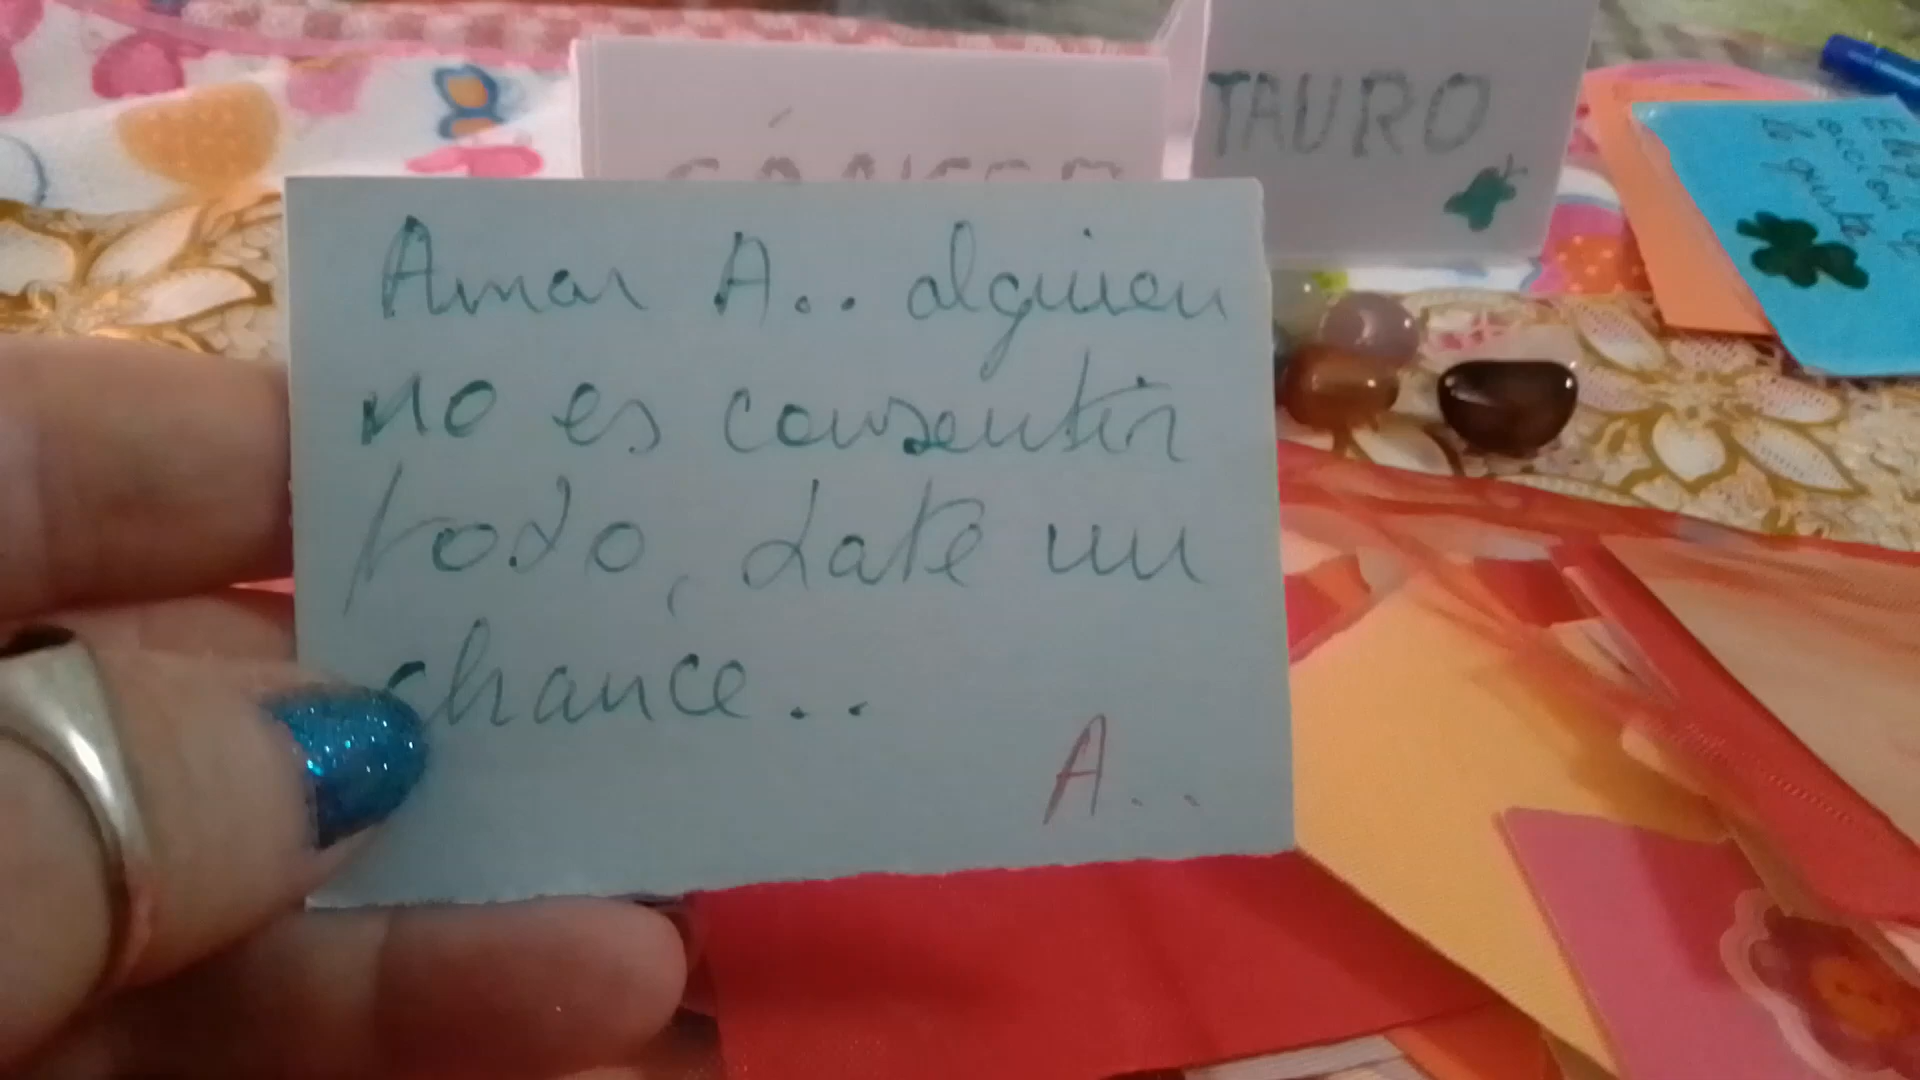 TAURO
Amar A.. alguien
no es consentir
todo, date un
chance..
A..